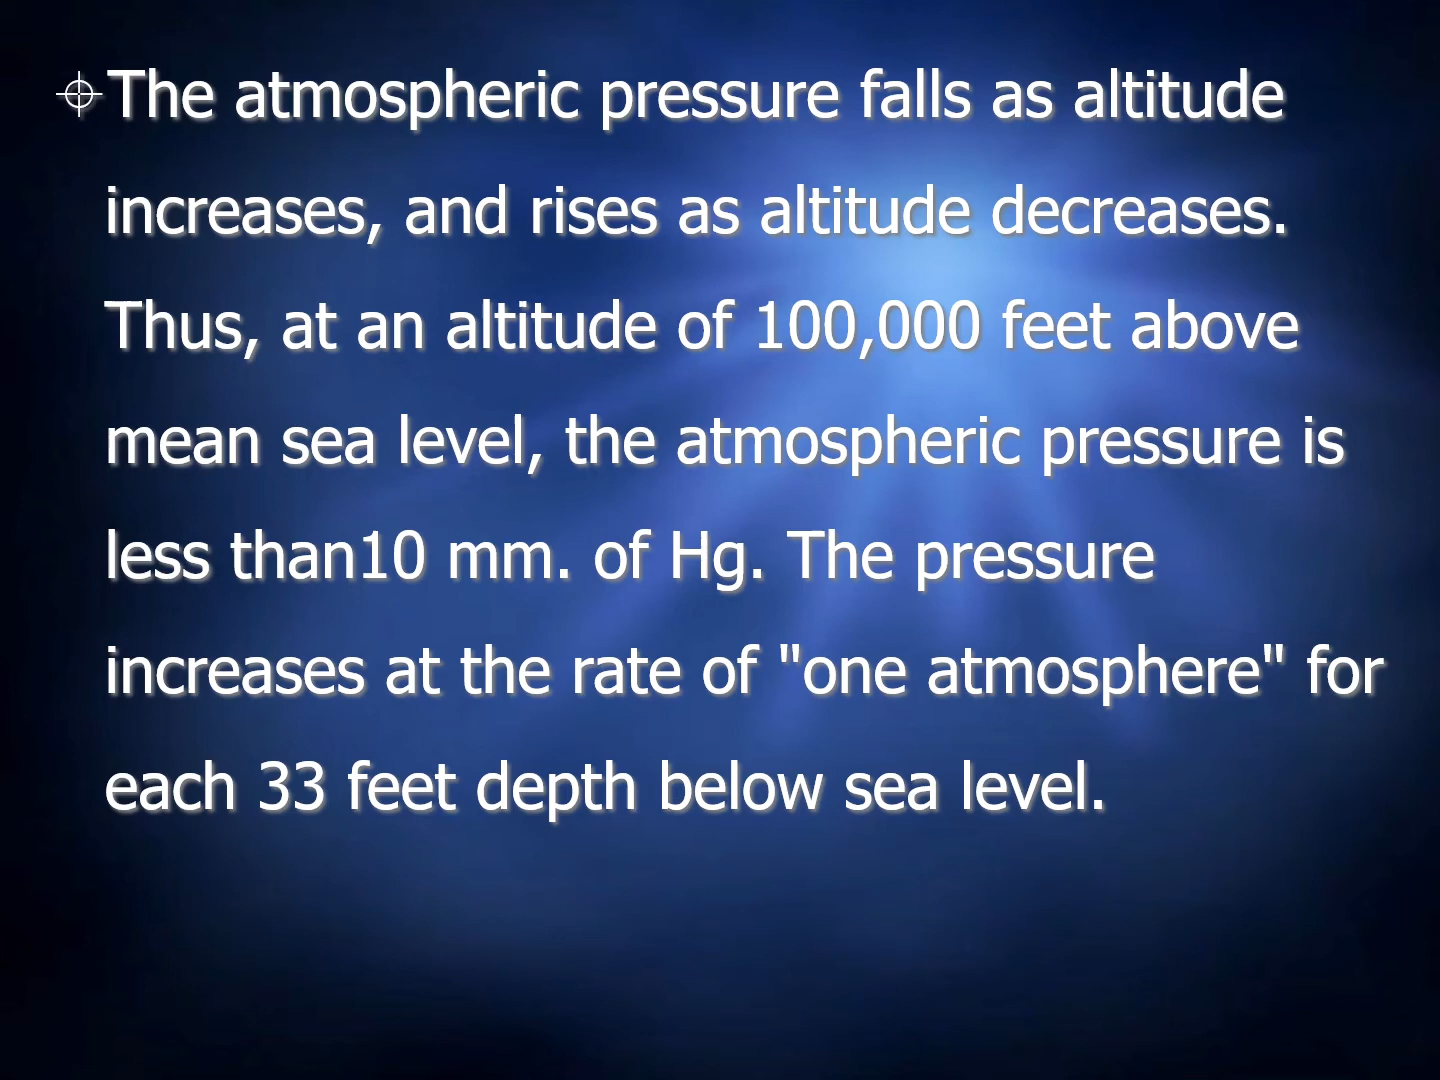 The atmospheric pressure falls as altitude
increases, and rises as altitude decreases.
Thus, at an altitude of 100,000 feet above
mean sea level, the atmospheric pressure is
less than10 mm. of Hg. The pressure
increases at the rate of "one atmosphere" for
each 33 feet depth below sea level.